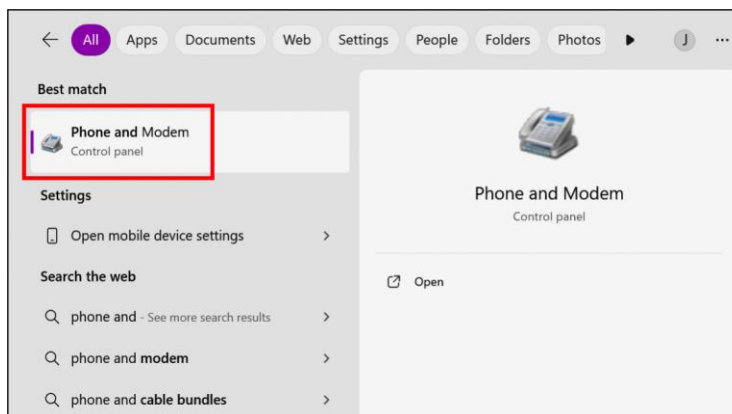 All Apps Documents Web Settings People Folders Photos J
Best match
Phone and Modem
Control panel
Settings
Open mobile device settings
Search the web
phone and - See more search results
phone and modem
phone and cable bundles
Phone and Modem
Control panel
Open